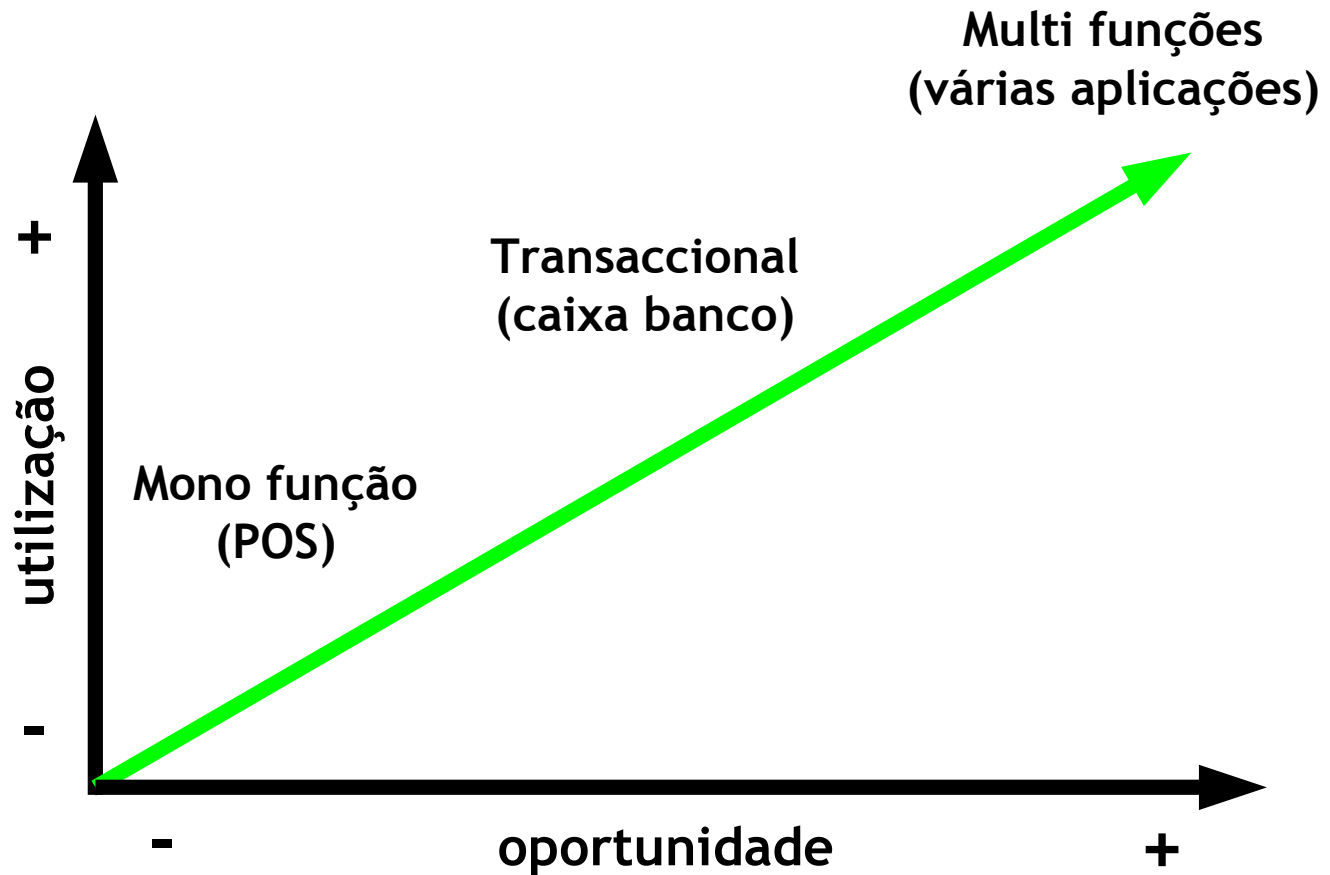 Multi funções
(várias aplicações)
+
Transaccional
(caixa banco)
utilização
Mono função
(POS)
-
-
oportunidade
+